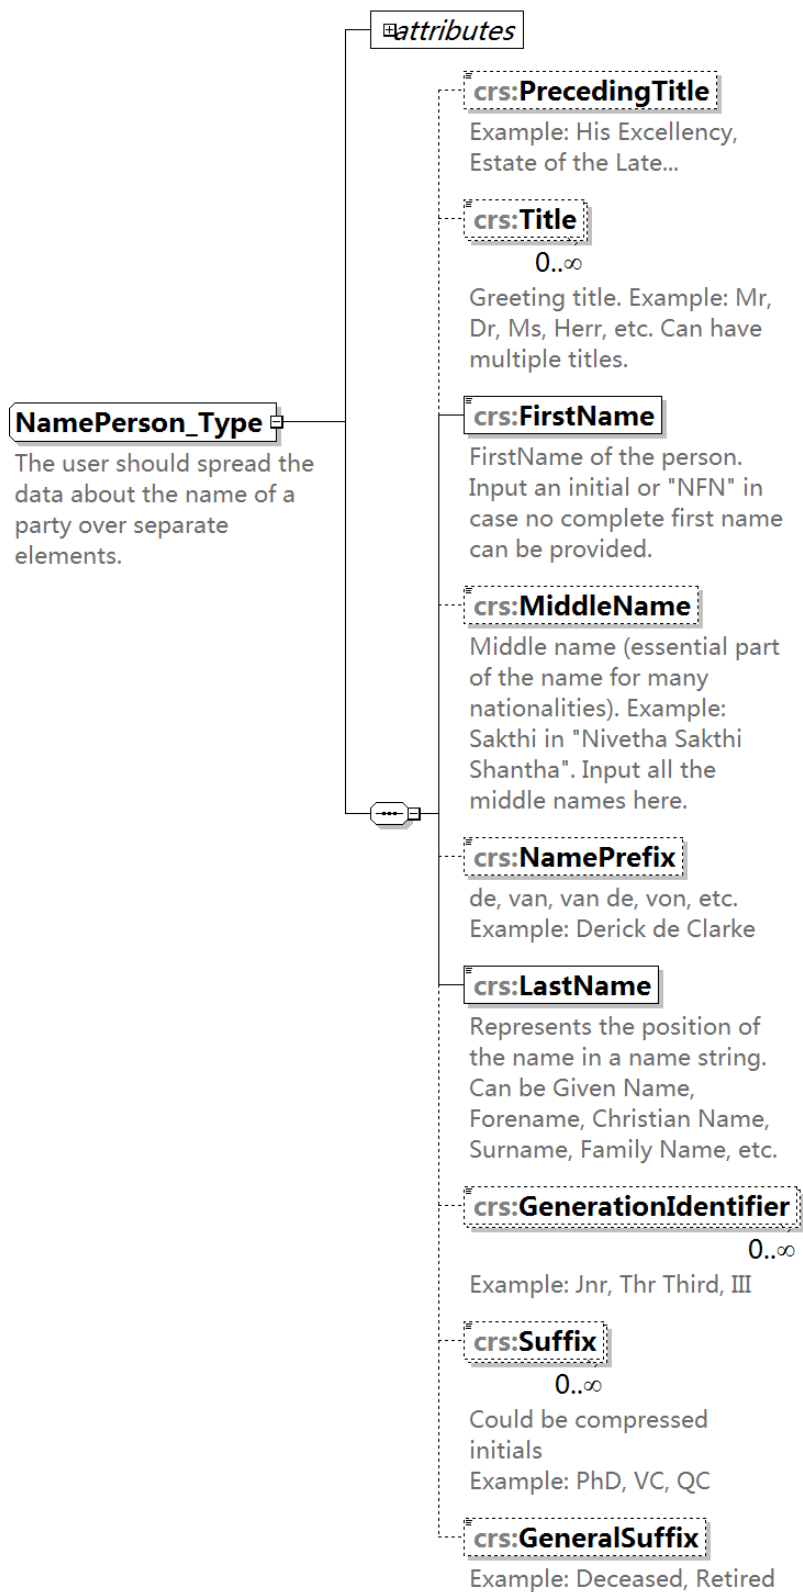 attributes
crs:PrecedingTitle
Example: His Excellency,
Estate of the Late...
crs:Title
0..∞
Greeting title. Example: Mr,
Dr, Ms, Herr, etc. Can have
multiple titles.
NamePerson_Type
The user should spread the
data about the name of a
party over separate
elements.
crs:FirstName
FirstName of the person.
Input an initial or "NFN" in
case no complete first name
can be provided.
crs:MiddleName
Middle name (essential part
of the name for many
nationalities). Example:
Sakthi in "Nivetha Sakthi
Shantha". Input all the
middle names here.
crs:NamePrefix
de, van, van de, von, etc.
Example: Derick de Clarke
crs:LastName
Represents the position of
the name in a name string.
Can be Given Name,
Forename, Christian Name,
Surname, Family Name, etc.
crs:GenerationIdentifier
0..∞
Example: Jnr, Thr Third, III
crs:Suffix
0..∞
Could be compressed
initials
Example: PhD, VC, QC
crs:GeneralSuffix
Example: Deceased, Retired